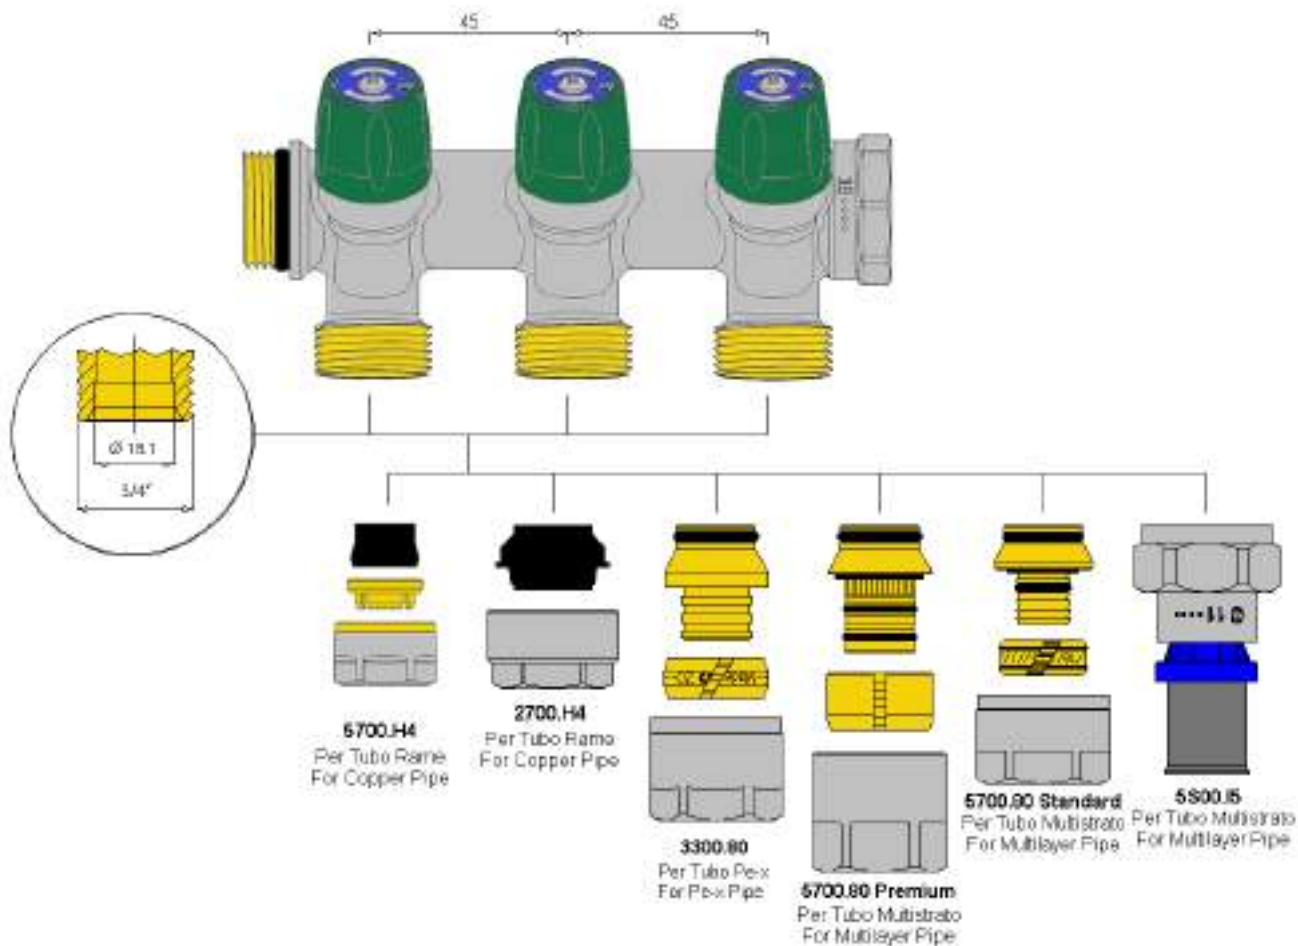 45
45
Ø 18.1
3/4"
5700.H4
Per Tubo Rame
For Copper Pipe
2700.H4
Per Tubo Rame
For Copper Pipe
3300.80
Per Tubo Pe-x
For Pe-x Pipe
5700.80 Premium
Per Tubo Multistrato
For Multilayer Pipe
5700.80 Standard
Per Tubo Multistrato
For Multilayer Pipe
5S00.I5
Per Tubo Multistrato
For Multilayer Pipe